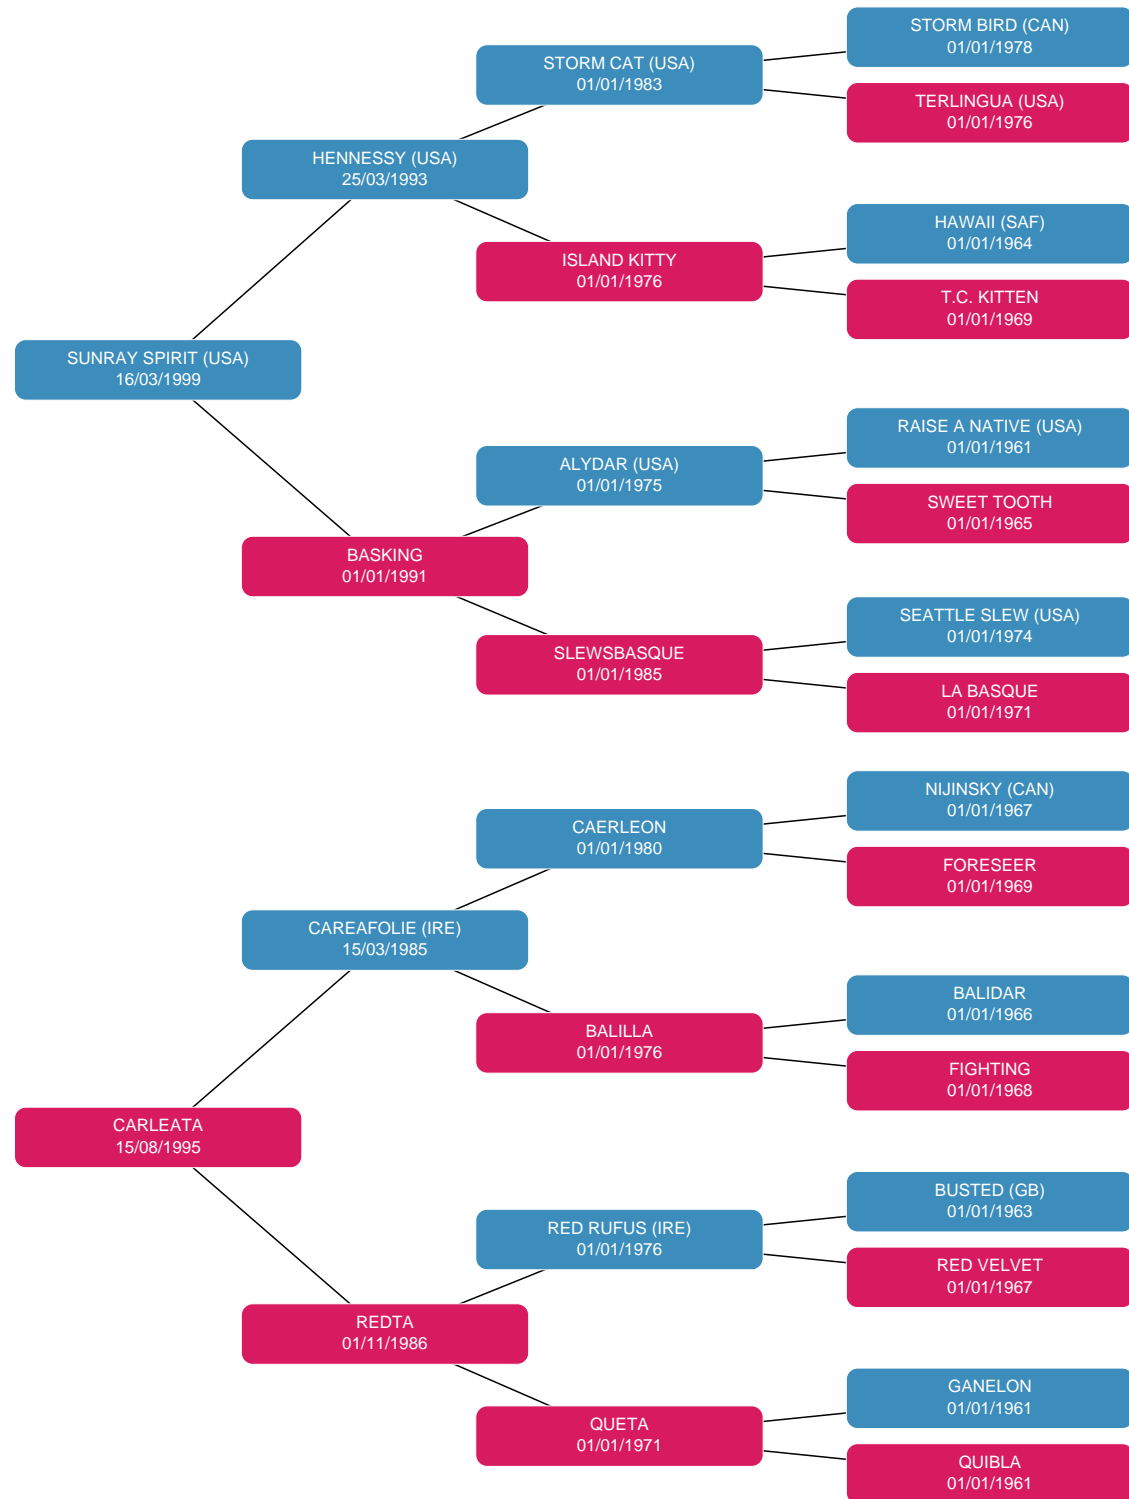 STORM BIRD (CAN)
01/01/1978
STORM CAT (USA)
01/01/1983
TERLINGUA (USA)
01/01/1976
HENNESSY (USA)
25/03/1993
HAWAII (SAF)
01/01/1964
ISLAND KITTY
01/01/1976
T.C. KITTEN
01/01/1969
SUNRAY SPIRIT (USA)
16/03/1999
RAISE A NATIVE (USA)
01/01/1961
ALYDAR (USA)
01/01/1975
SWEET TOOTH
01/01/1965
BASKING
01/01/1991
SEATTLE SLEW (USA)
01/01/1974
SLEWSBASQUE
01/01/1985
LA BASQUE
01/01/1971
NIJINSKY (CAN)
01/01/1967
CAERLEON
01/01/1980
FORESEER
01/01/1969
CAREAFOLIE (IRE)
15/03/1985
BALIDAR
01/01/1966
BALILLA
01/01/1976
FIGHTING
01/01/1968
CARLEATA
15/08/1995
BUSTED (GB)
01/01/1963
RED RUFUS (IRE)
01/01/1976
RED VELVET
01/01/1967
REDTA
01/11/1986
GANELON
01/01/1961
QUETA
01/01/1971
QUIBLA
01/01/1961